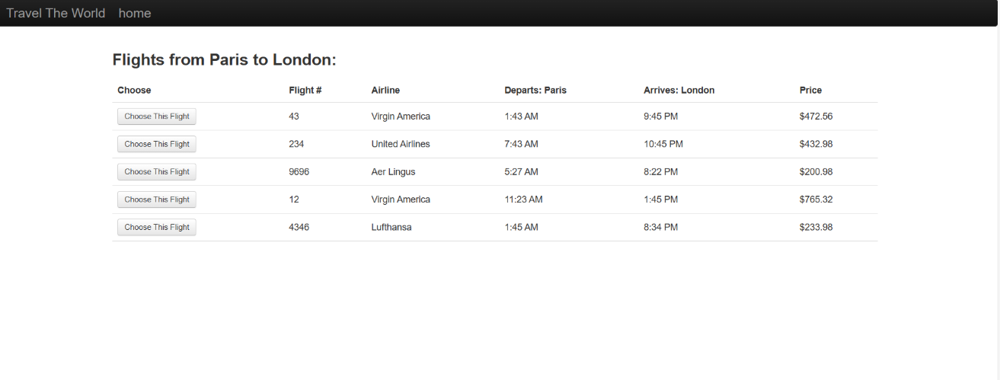 Travel The World home
Flights from Paris to London:
Choose Flight # Airline Departs: Paris Arrives: London Price
Choose This Flight 43 Virgin America 1:43 AM 9:45 PM $472.56
Choose This Flight 234 United Airlines 7:43 AM 10:45 PM $432.98
Choose This Flight 9696 Aer Lingus 5:27 AM 8:22 PM $200.98
Choose This Flight 12 Virgin America 11:23 AM 1:45 PM $765.32
Choose This Flight 4346 Lufthansa 1:45 AM 8:34 PM $233.98